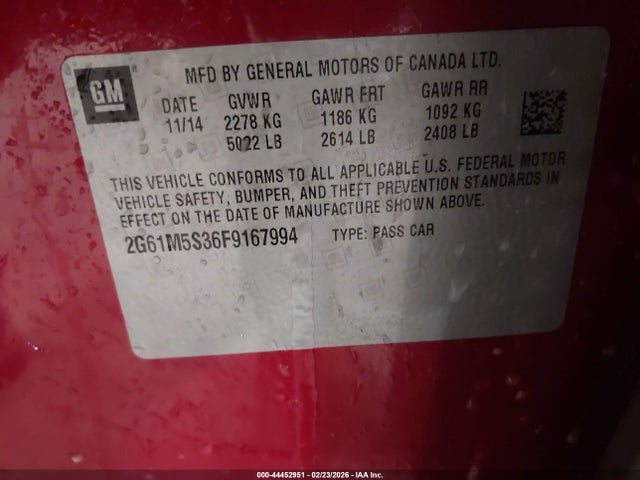 GM
MFD BY GENERAL MOTORS OF CANADA LTD.
DATE GVWR GAWR FRT GAWR RR
11/14 2278 KG 1186 KG 1092 KG
5022 LB 2614 LB 2408 LB
THIS VEHICLE CONFORMS TO ALL APPLICABLE U.S. FEDERAL MOTOR
VEHICLE SAFETY, BUMPER, AND THEFT PREVENTION STANDARDS IN
EFFECT ON THE DATE OF MANUFACTURE SHOWN ABOVE.
2G61M5S36F9167994 TYPE: PASS CAR
000-44452951 - 02/23/2026 - IAA Inc.